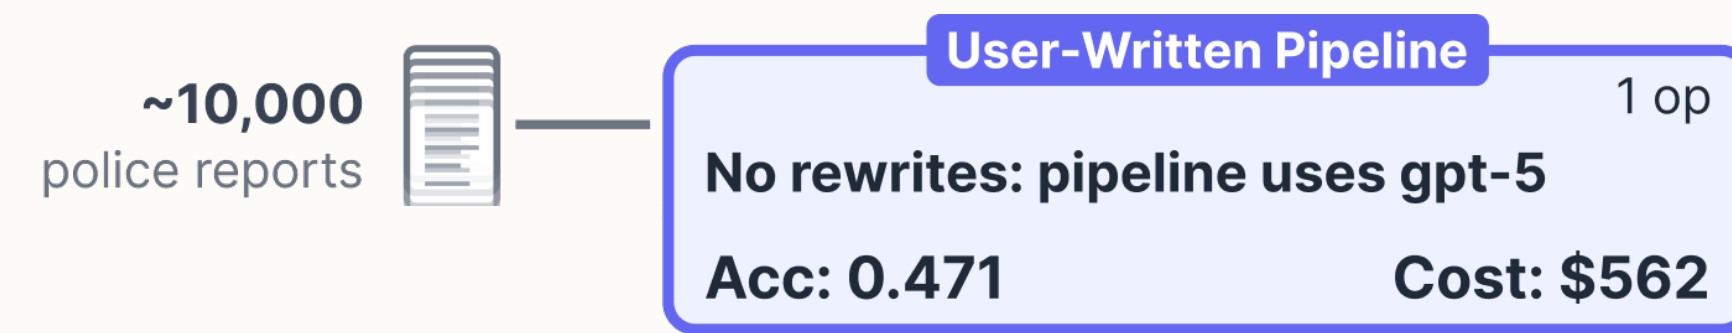 ~10,000
police reports
User-Written Pipeline
1 op
No rewrites: pipeline uses gpt-5
Acc: 0.471
Cost: $562